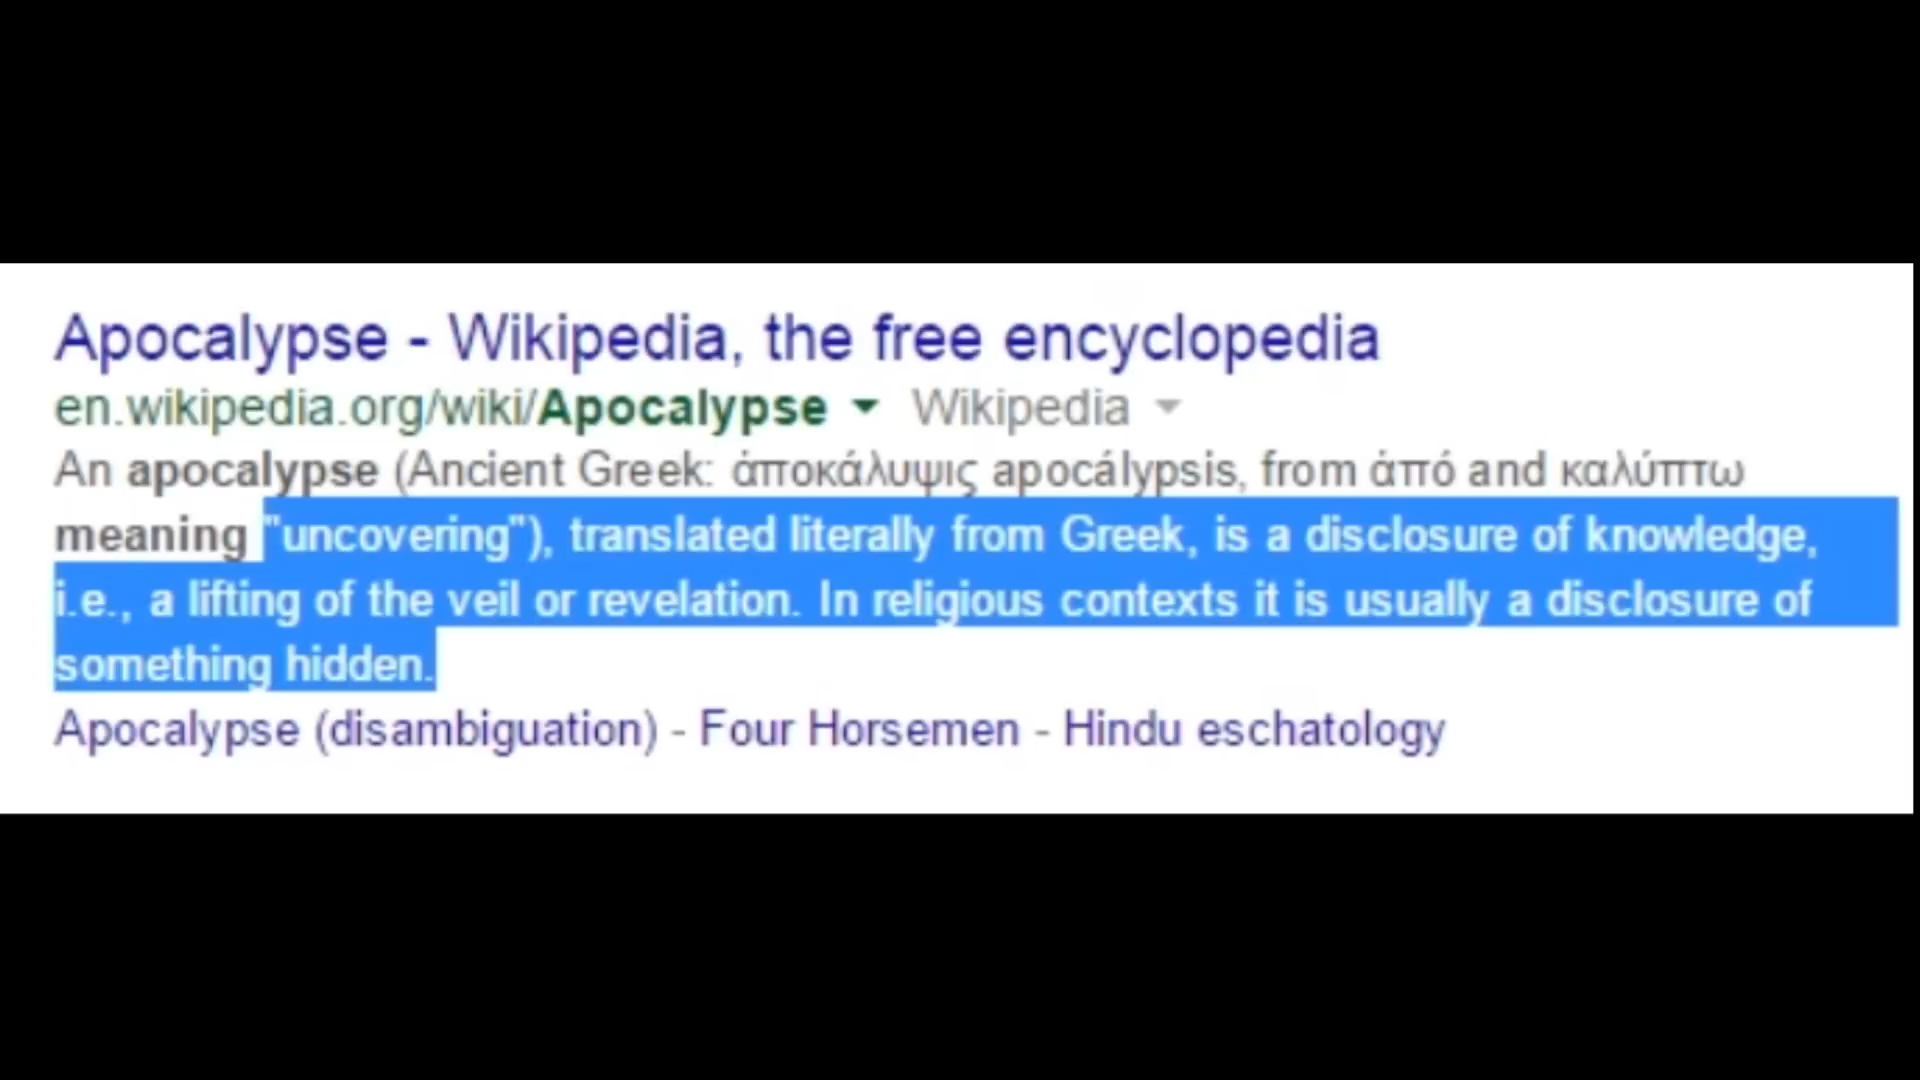 Apocalypse - Wikipedia, the free encyclopedia
en.wikipedia.org/wiki/Apocalypse ▼ Wikipedia ▼
An apocalypse (Ancient Greek: ἀποκάλυψις apocálypsis, from ἀπό and καλύπτω
meaning "uncovering"), translated literally from Greek, is a disclosure of knowledge,
i.e., a lifting of the veil or revelation. In religious contexts it is usually a disclosure of
something hidden.
Apocalypse (disambiguation) - Four Horsemen - Hindu eschatology